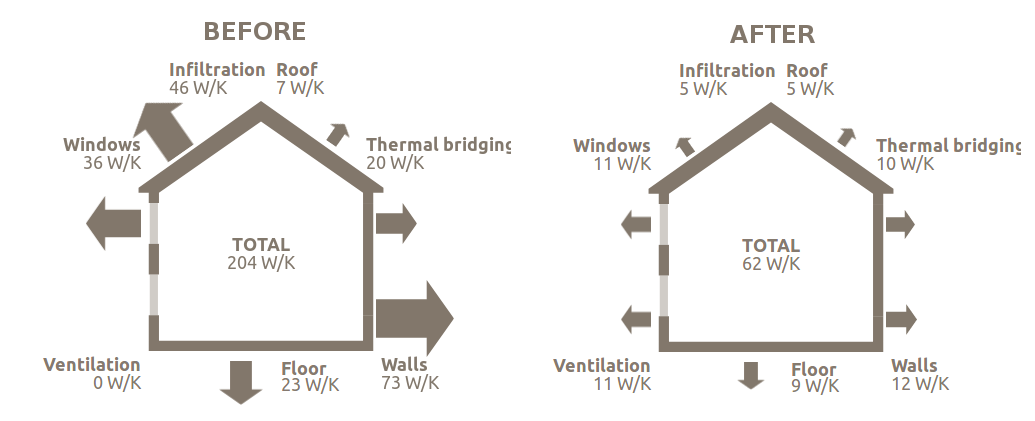 BEFORE
Infiltration Roof
46 W/K 7 W/K
Windows
36 W/K
Thermal bridging
20 W/K
TOTAL
204 W/K
Ventilation
0 W/K
Floor
23 W/K
Walls
73 W/K
AFTER
Infiltration Roof
5 W/K 5 W/K
Windows
11 W/K
Thermal bridging
10 W/K
TOTAL
62 W/K
Ventilation
11 W/K
Floor
9 W/K
Walls
12 W/K